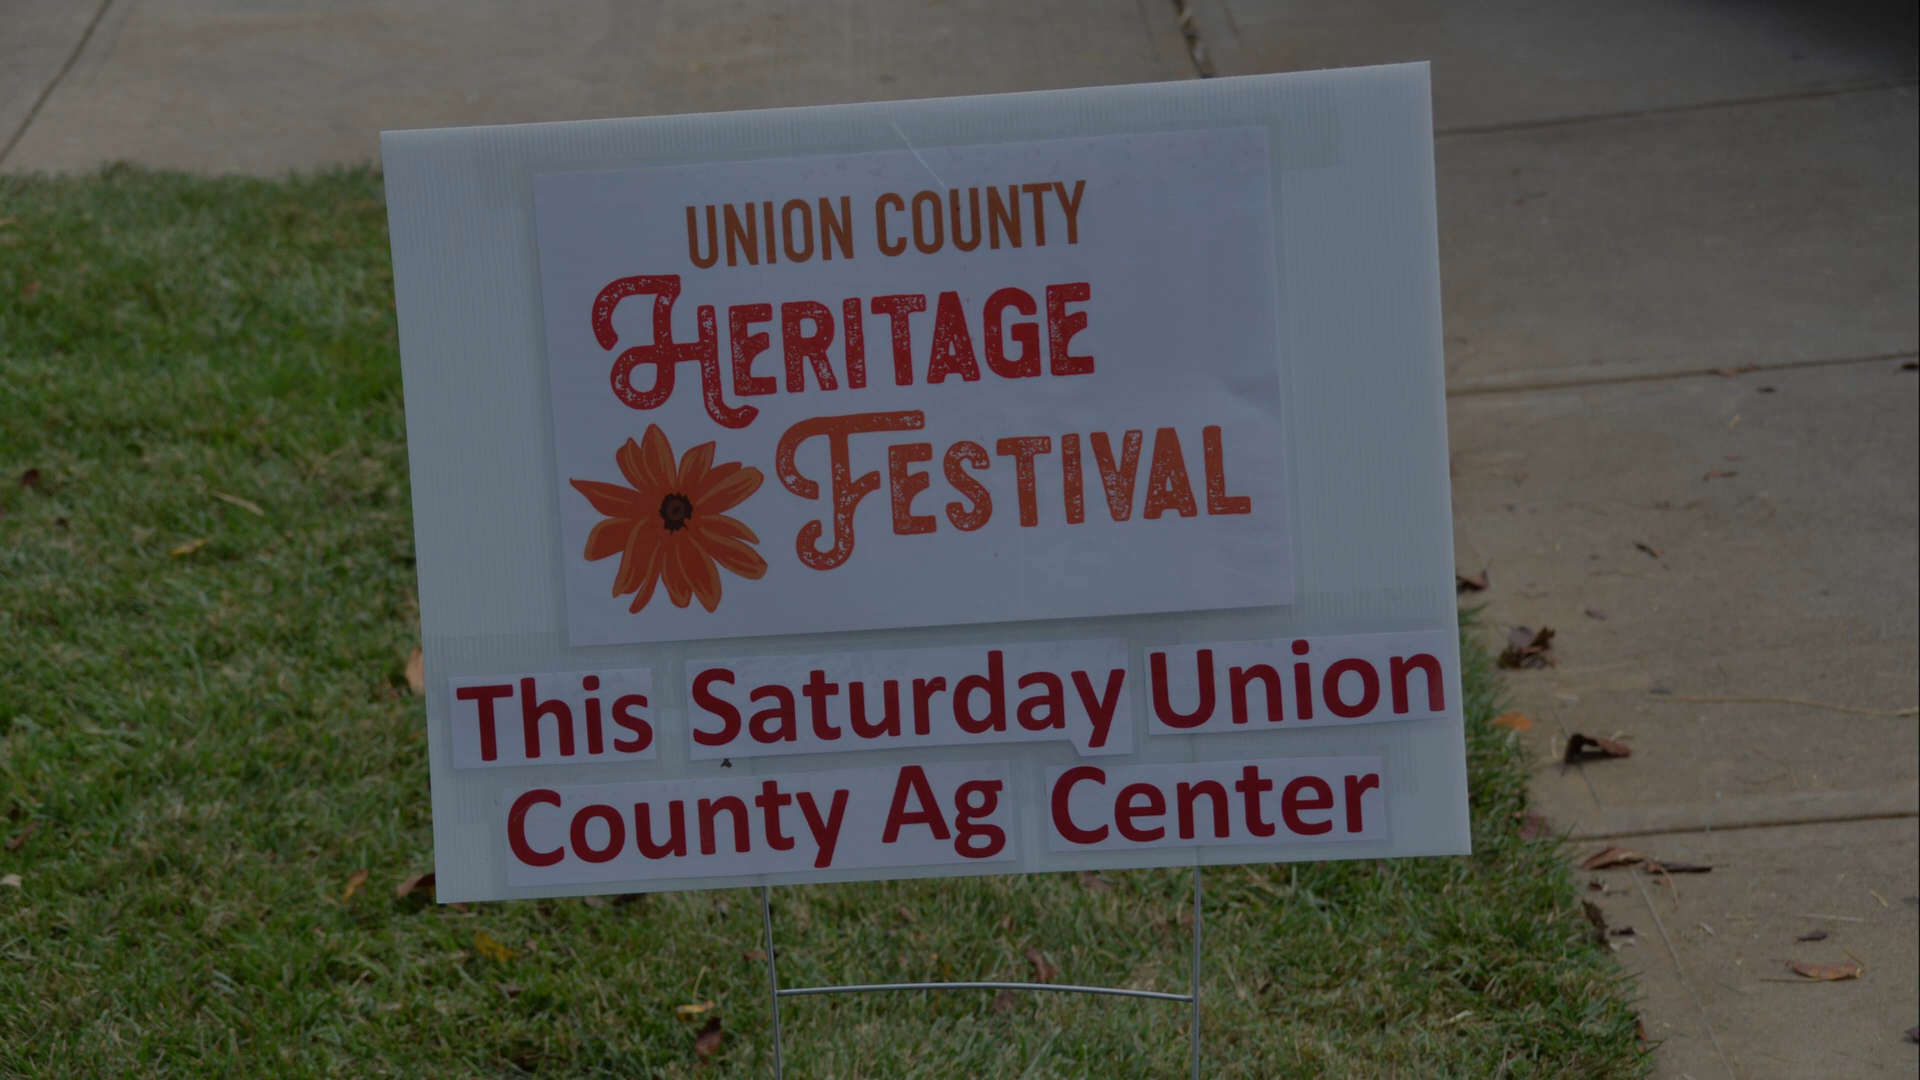 UNION COUNTY
HERITAGE
FESTIVAL
This Saturday Union
County Ag Center